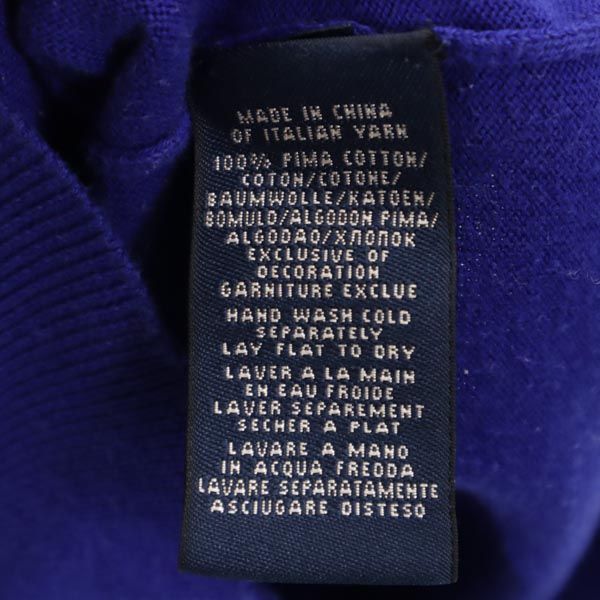 MADE IN CHINA
OF ITALIAN YARN
100% PIMA COTTON/
COTON/COTONE/
BAUMWOLLE/KATOEN/
BOMULD/ALGODON PIMA/
ALGODAO/ХЛОПОК
EXCLUSIVE OF
DECORATION
GARNITURE EXCLUE
HAND WASH COLD
SEPARATELY
LAY FLAT TO DRY
LAVER A LA MAIN
EN EAU FROIDE
LAVER SEPAREMENT
SECHER A PLAT
LAVARE A MANO
IN ACQUA FREDDA
LAVARE SEPARATAMENTE
ASCIUGARE DISTESO